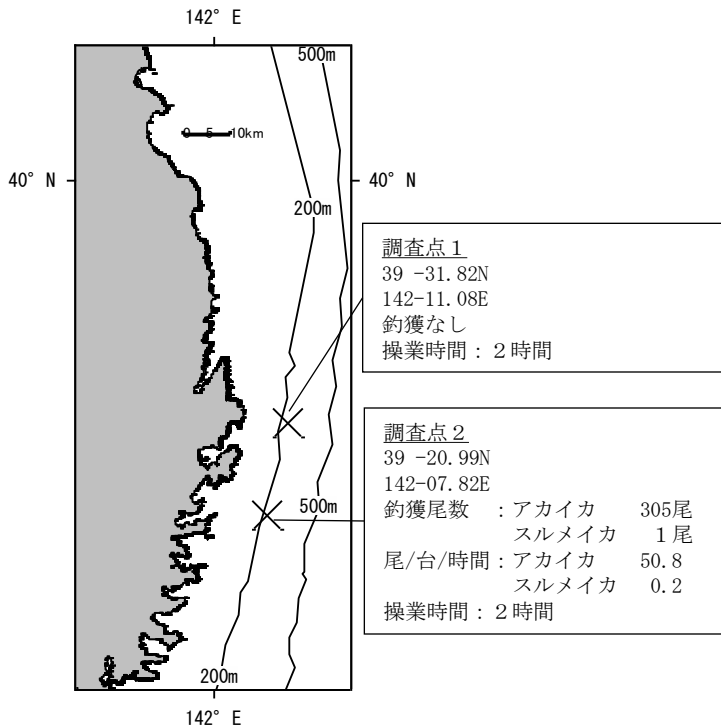 142° E
500m
0 5 10km
40° N
40° N
200m
調査点1
39 -31.82N
142-11.08E
釣獲なし
操業時間：2時間
調査点2
39 -20.99N
142-07.82E
釣獲尾数 ：アカイカ 305尾
スルメイカ 1尾
尾/台/時間：アカイカ 50.8
スルメイカ 0.2
操業時間：2時間
500m
200m
142° E